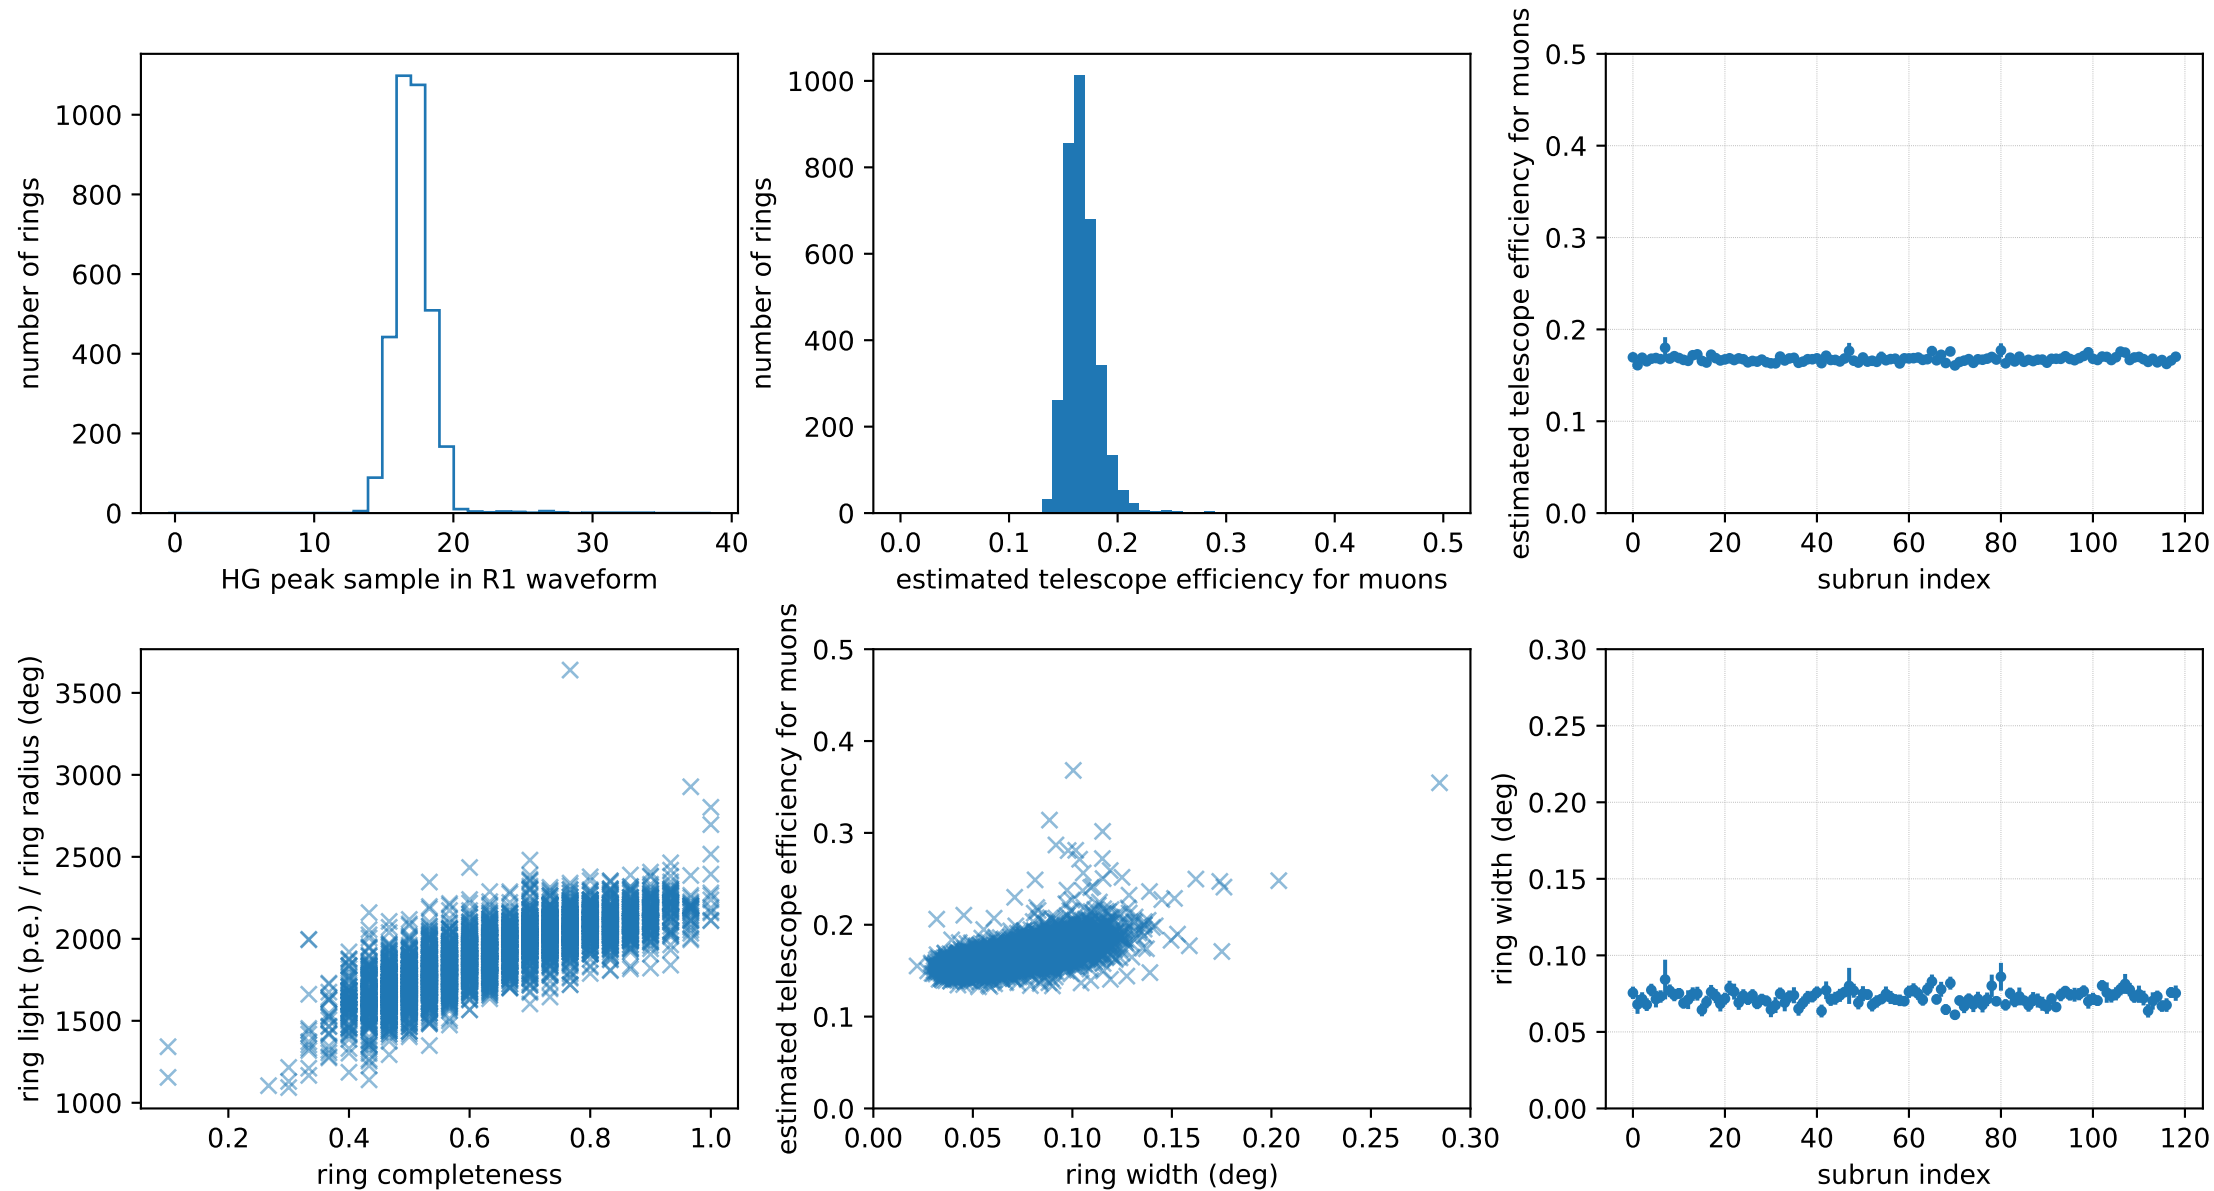 number of rings
1000
800
600
400
200
0
0 10 20 30 40
HG peak sample in R1 waveform
number of rings
1000
800
600
400
200
0
0.0 0.1 0.2 0.3 0.4 0.5
estimated telescope efficiency for muons
estimated telescope efficiency for muons
0.5
0.4
0.3
0.2
0.1
0.0
0 20 40 60 80 100 120
subrun index
ring light (p.e.) / ring radius (deg)
3500
3000
2500
2000
1500
1000
0.2 0.4 0.6 0.8 1.0
ring completeness
estimated telescope efficiency for muons
0.5
0.4
0.3
0.2
0.1
0.0
0.00 0.05 0.10 0.15 0.20 0.25 0.30
ring width (deg)
ring width (deg)
0.30
0.25
0.20
0.15
0.10
0.05
0.00
0 20 40 60 80 100 120
subrun index